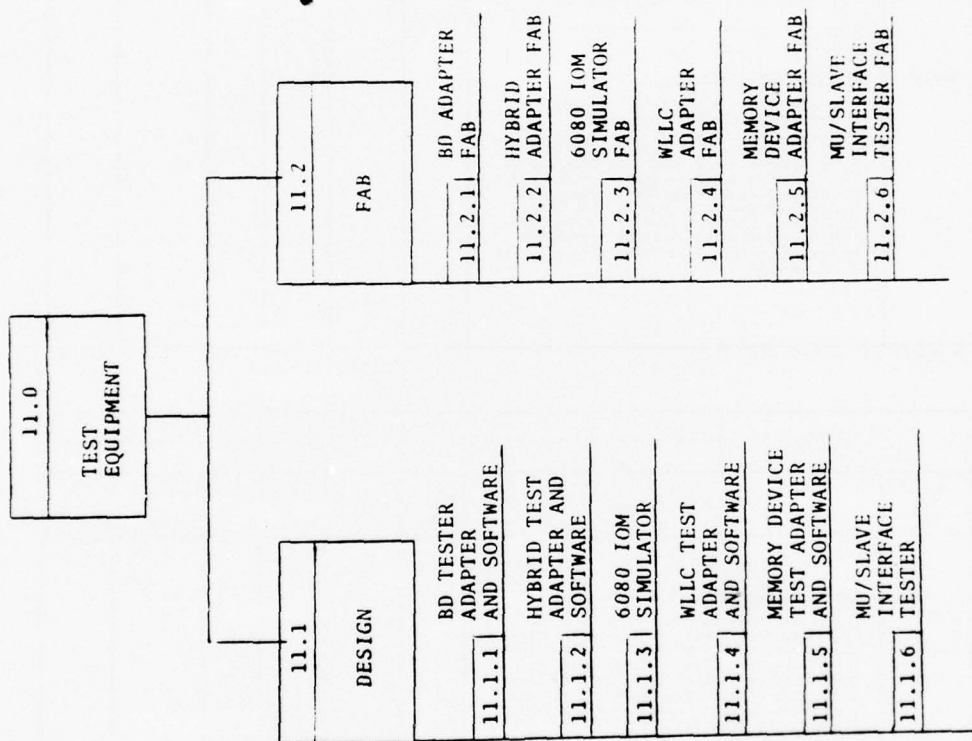 11.0
TEST
EQUIPMENT
11.1
DESIGN
11.1.1
BD TESTER
ADAPTER
AND SOFTWARE
11.1.2
HYBRID TEST
ADAPTER AND
SOFTWARE
11.1.3
6080 IOM
SIMULATOR
11.1.4
WLLC TEST
ADAPTER
AND SOFTWARE
11.1.5
MEMORY DEVICE
TEST ADAPTER
AND SOFTWARE
11.1.6
MU/SLAVE
INTERFACE
TESTER
11.2
FAB
11.2.1
BD ADAPTER
FAB
11.2.2
HYBRID
ADAPTER FAB
11.2.3
6080 IOM
SIMULATOR
FAB
11.2.4
WLLC
ADAPTER
FAB
11.2.5
MEMORY
DEVICE
ADAPTER FAB
11.2.6
MU/SLAVE
INTERFACE
TESTER FAB